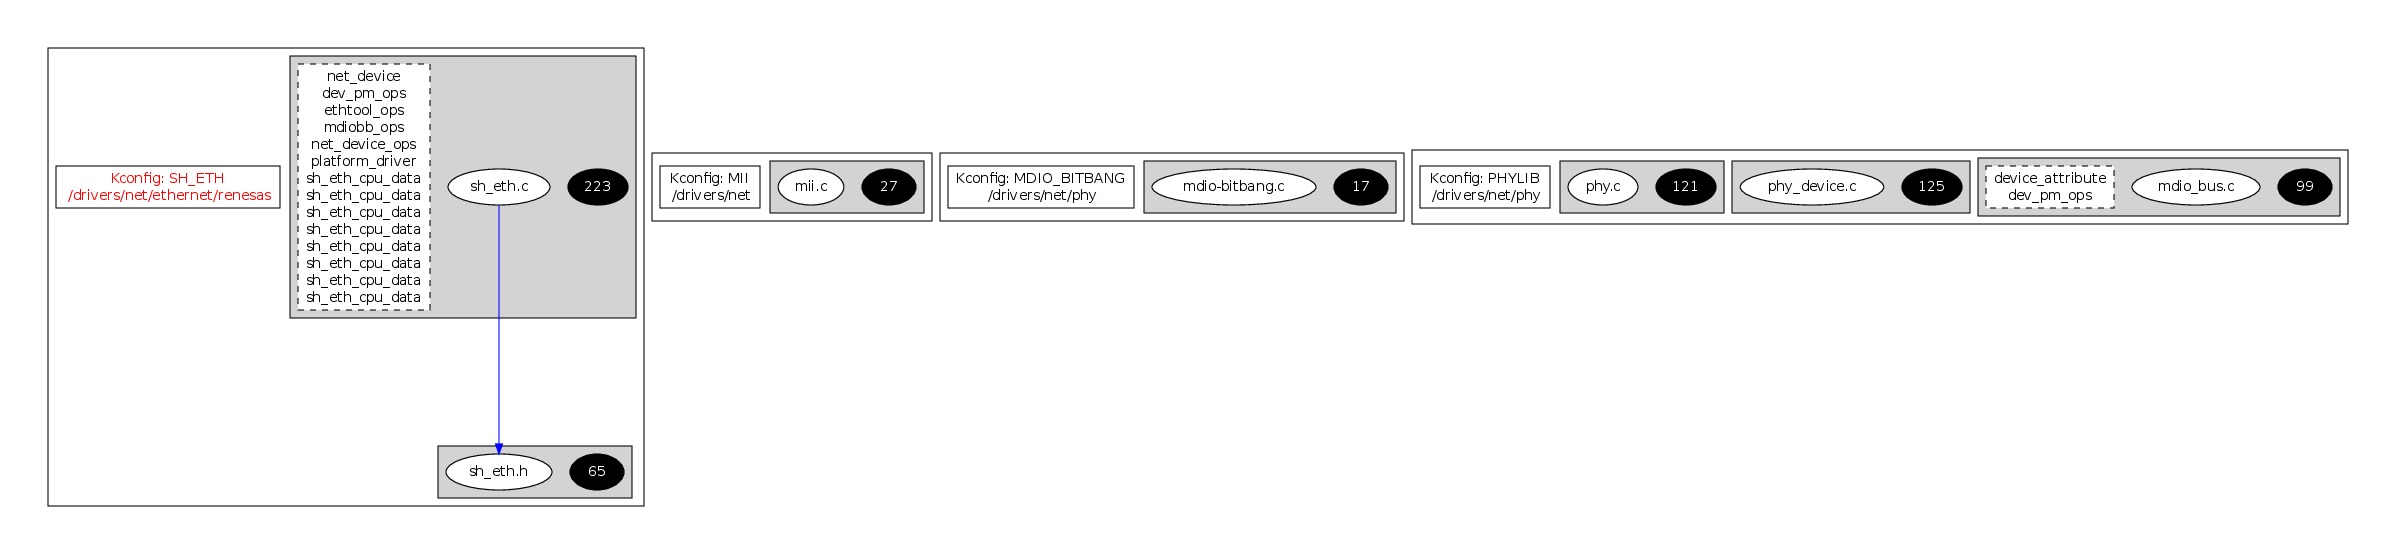 Kconfig: SH_ETH
/drivers/net/ethernet/renesas
net_device
dev_pm_ops
ethtool_ops
mdiobb_ops
net_device_ops
platform_driver
sh_eth_cpu_data
sh_eth_cpu_data
sh_eth_cpu_data
sh_eth_cpu_data
sh_eth_cpu_data
sh_eth_cpu_data
sh_eth_cpu_data
sh_eth_cpu_data
sh_eth.c
223
sh_eth.h
65
Kconfig: MII
/drivers/net
mii.c
27
Kconfig: MDIO_BITBANG
/drivers/net/phy
mdio-bitbang.c
17
Kconfig: PHYLIB
/drivers/net/phy
phy.c
121
phy_device.c
125
device_attribute
dev_pm_ops
mdio_bus.c
99